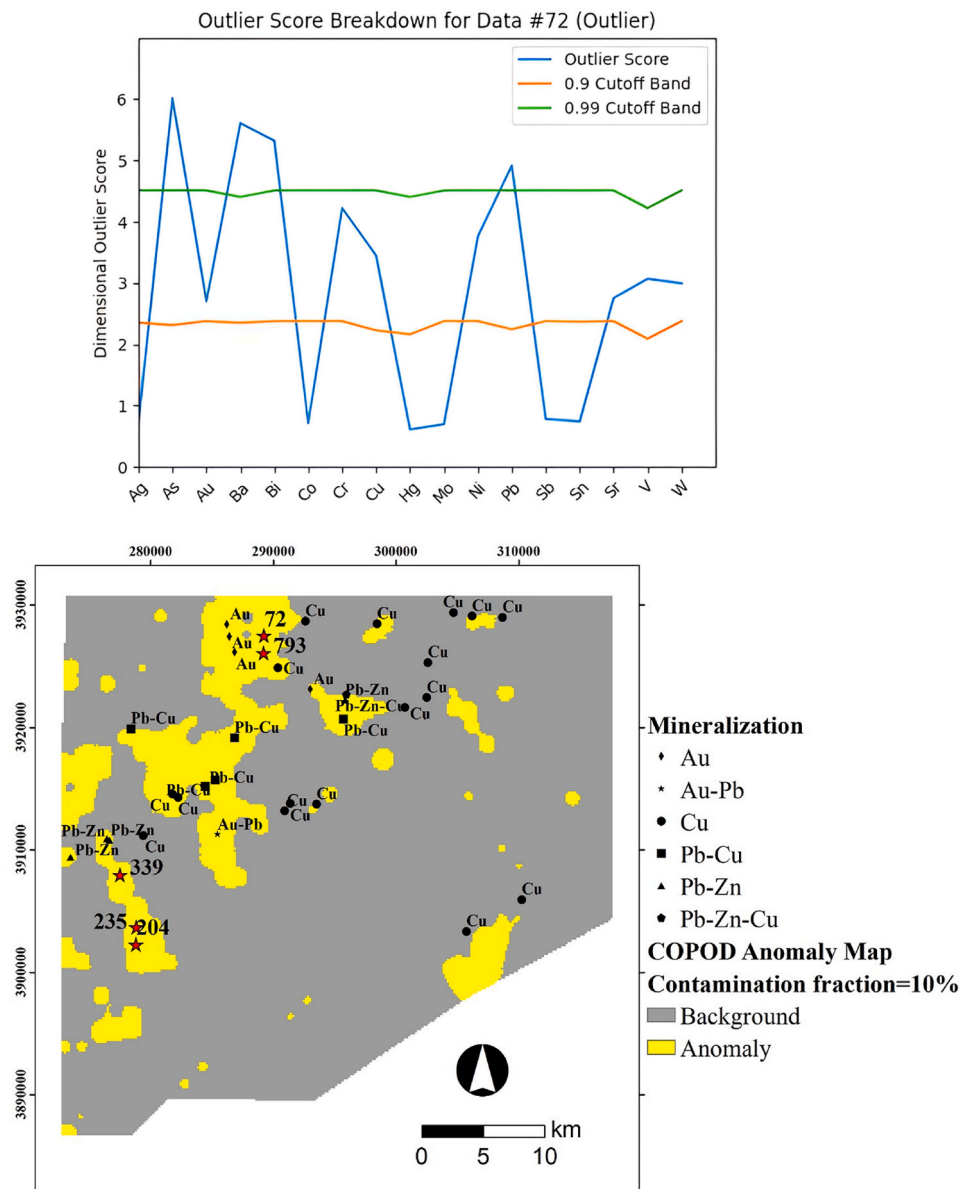 Outlier Score Breakdown for Data #72 (Outlier)
Outlier Score
0.9 Cutoff Band
0.99 Cutoff Band
Dimensional Outlier Score
6
5
4
3
2
1
0
Ag As Au Ba Bi Co Cr Cu Hg Mo Ni Pb Sb Sn Sr V W
280000 290000 300000 310000
3930000
3920000
3910000
3900000
3890000
Au
72
Cu
Cu
Cu
Cu
Cu
Au
793
Au
Cu
Cu
Au
Pb-Zn
Cu
Pb-Zn-Cu
Cu
Pb-Cu
Pb-Cu
Pb-Cu
Pb-Cu
Pb-Cu
Cu
Cu
Cu
Cu
Cu
Au-Pb
Pb-Zn
Pb-Zn
Cu
Pb-Zn
339
Cu
235
204
Cu
km
0 5 10
Mineralization
Au
Au-Pb
Cu
Pb-Cu
Pb-Zn
Pb-Zn-Cu
COPOD Anomaly Map
Contamination fraction=10%
Background
Anomaly